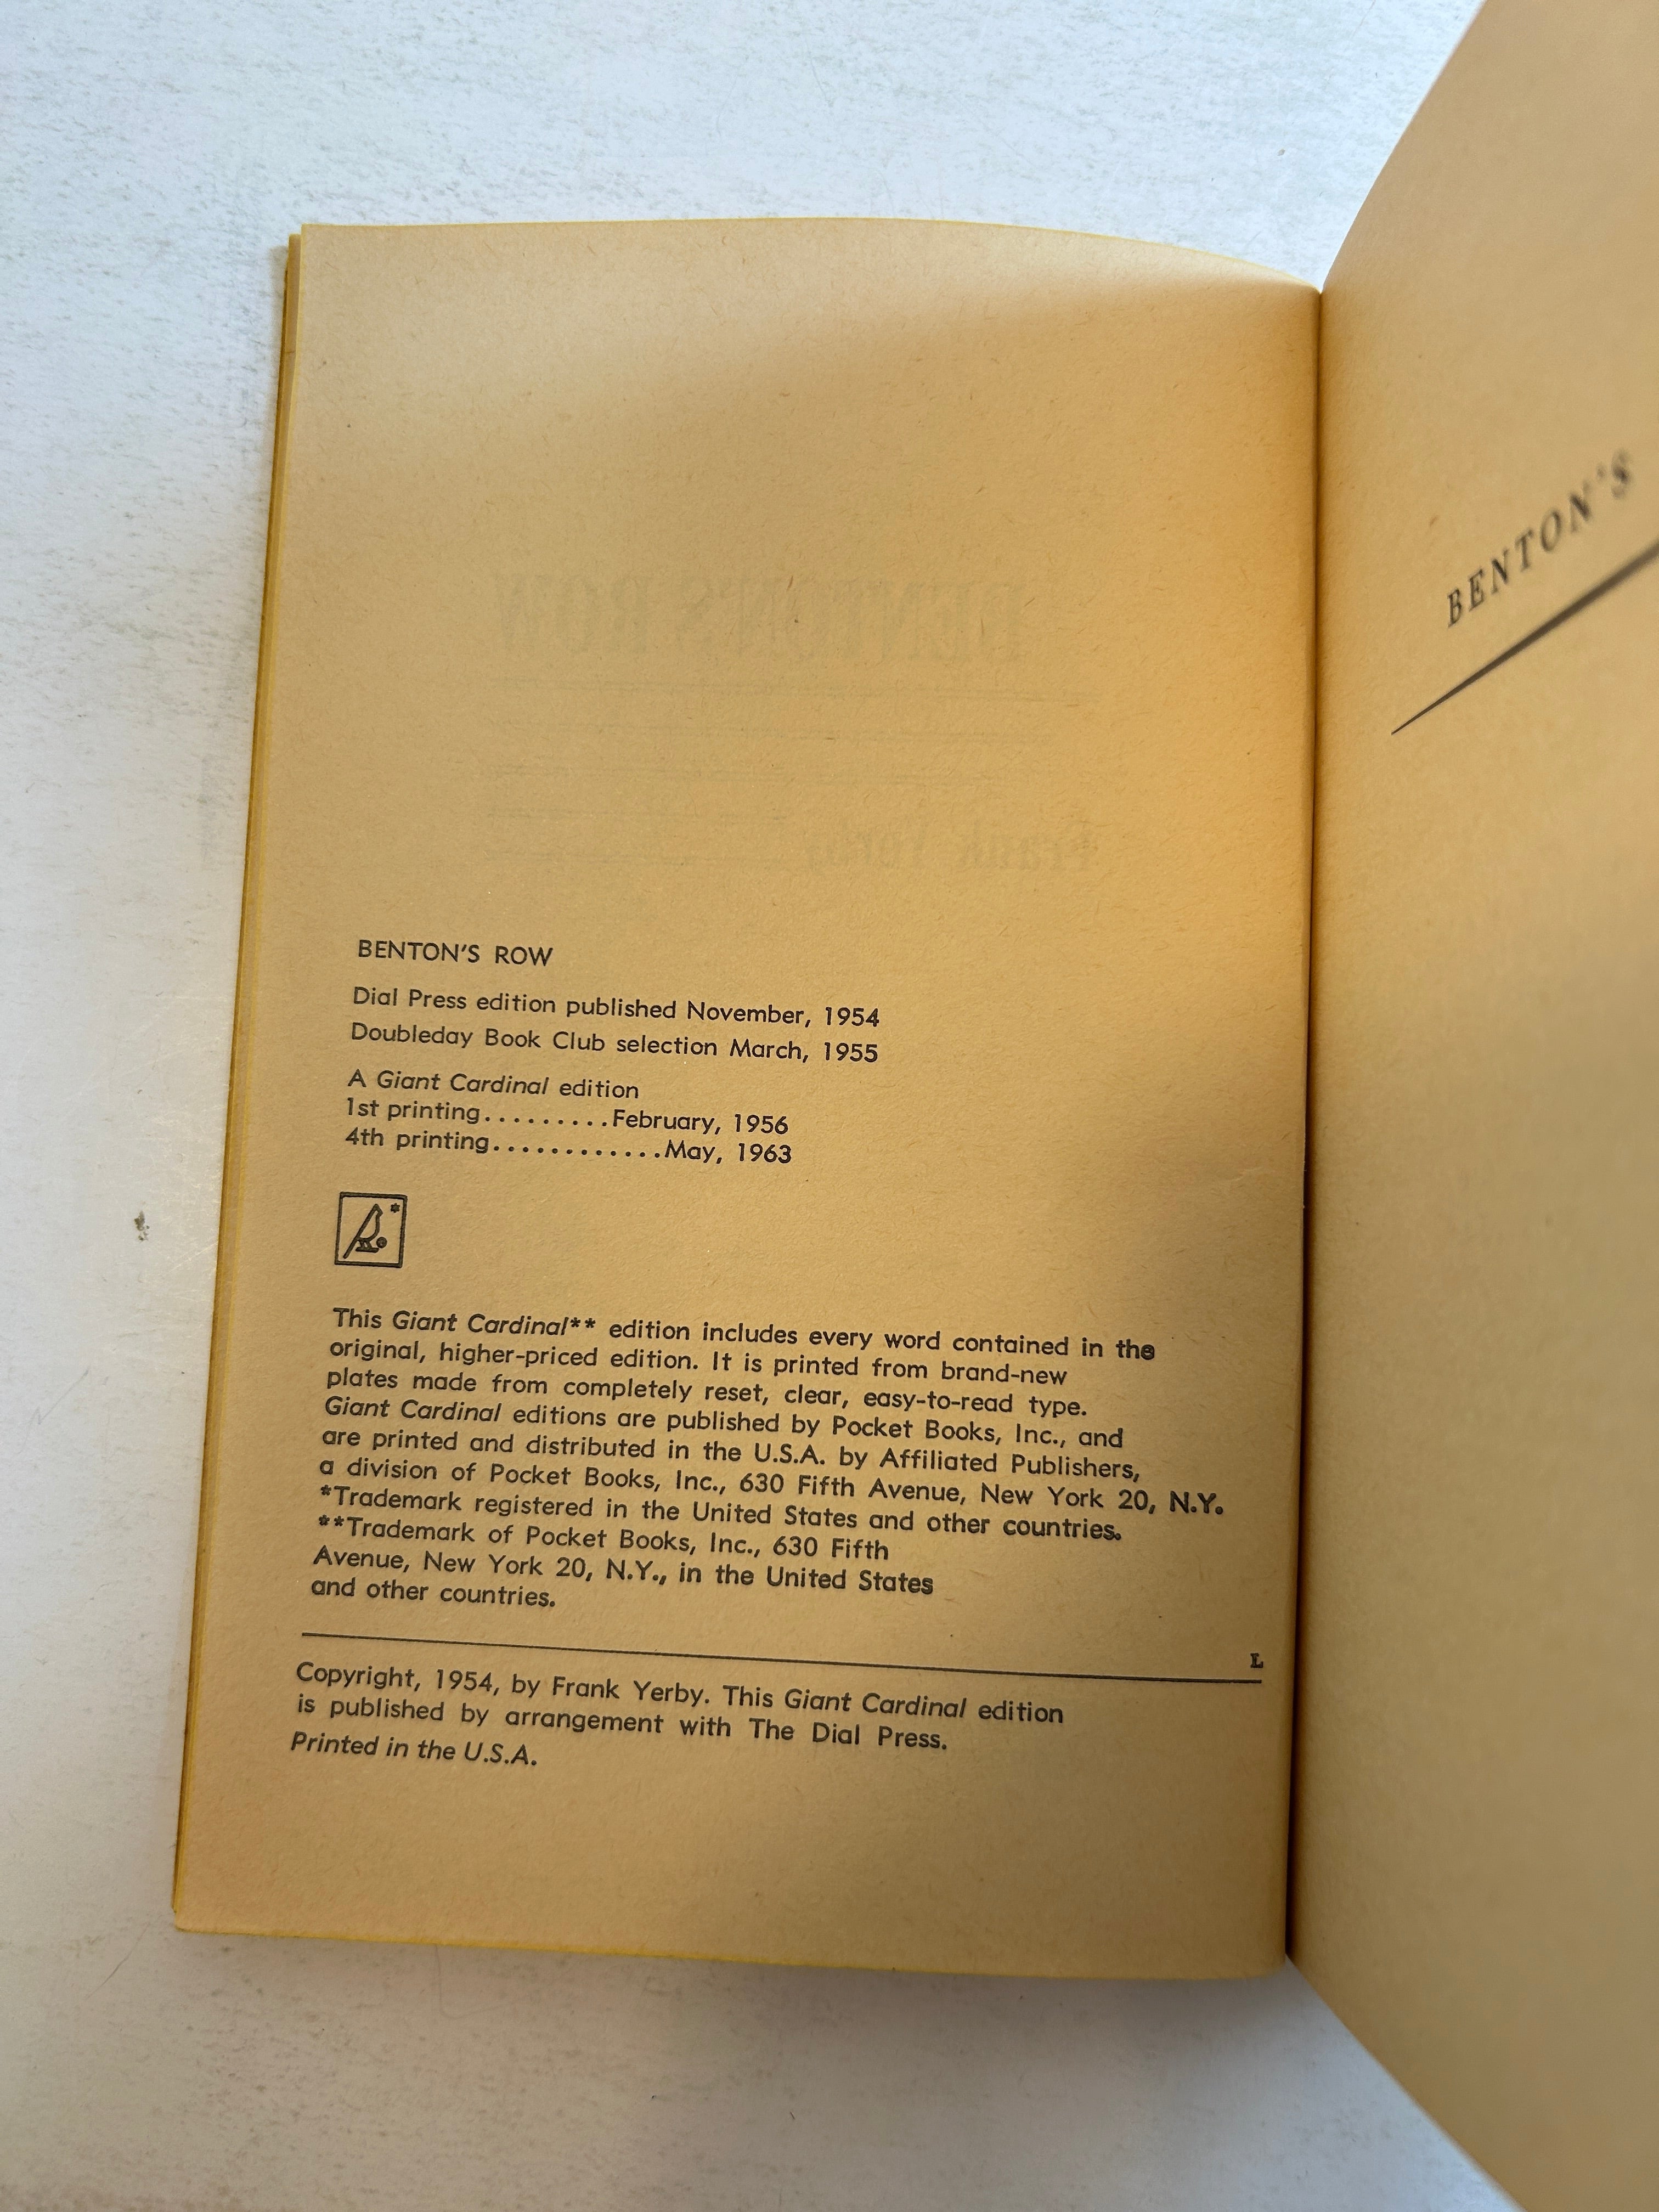 BENTON'S ROW
Dial Press edition published November, 1954
Doubleday Book Club selection March, 1955
A Giant Cardinal edition
1st printing.........February, 1956
4th printing............May, 1963
This Giant Cardinal** edition includes every word contained in the
original, higher-priced edition. It is printed from brand-new
plates made from completely reset, clear, easy-to-read type.
Giant Cardinal editions are published by Pocket Books, Inc., and
are printed and distributed in the U.S.A. by Affiliated Publishers,
a division of Pocket Books, Inc., 630 Fifth Avenue, New York 20, N.Y.
*Trademark registered in the United States and other countries.
**Trademark of Pocket Books, Inc., 630 Fifth
Avenue, New York 20, N.Y., in the United States
and other countries.
L
Copyright, 1954, by Frank Yerby. This Giant Cardinal edition
is published by arrangement with The Dial Press.
Printed in the U.S.A.
BENTON'S